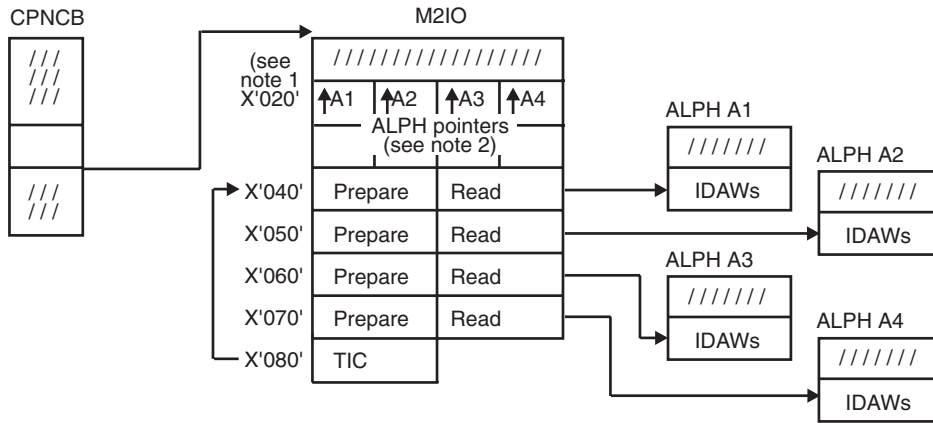 CPNCB
M2IO
///
///
///
(see
note 1
X'020'
/////////////////
A1 A2 A3 A4
ALPH pointers
(see note 2)
ALPH A1
///////
IDAWs
ALPH A2
///////
IDAWs
///
///
X'040' Prepare Read
X'050' Prepare Read
X'060' Prepare Read
X'070' Prepare Read
X'080' TIC
ALPH A3
///////
IDAWs
ALPH A4
///////
IDAWs